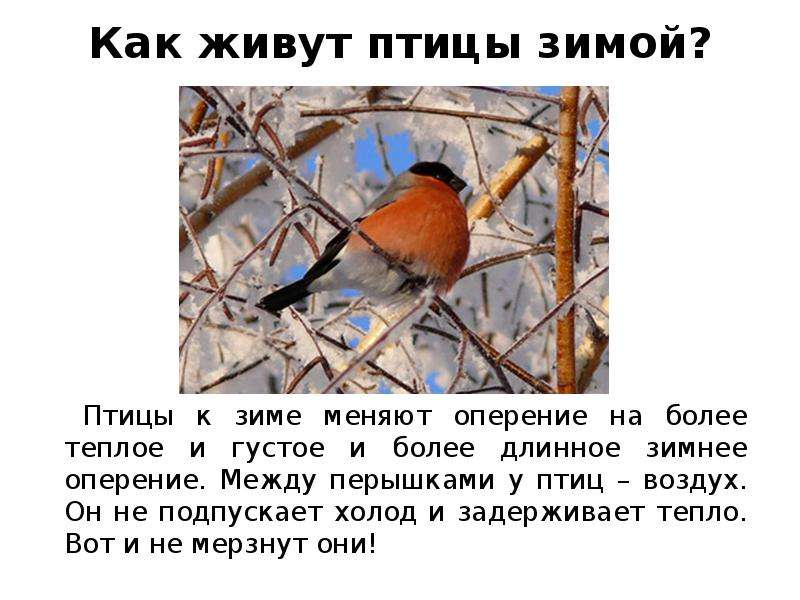 Как живут птицы зимой?
Птицы к зиме меняют оперение на более
теплое и густое и более длинное зимнее
оперение. Между перышками у птиц – воздух.
Он не подпускает холод и задерживает тепло.
Вот и не мерзнут они!